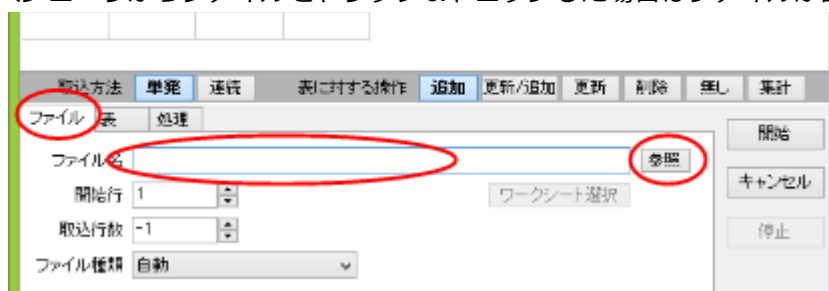 取込方法 単発 連続 表に対する操作 追加 更新/追加 更新 削除 無し 集計
ファイル 表 処理
開始
ファイル名 参照
キャンセル
開始行 1 ワークシート選択
取込行数 -1 停止
ファイル種類 自動